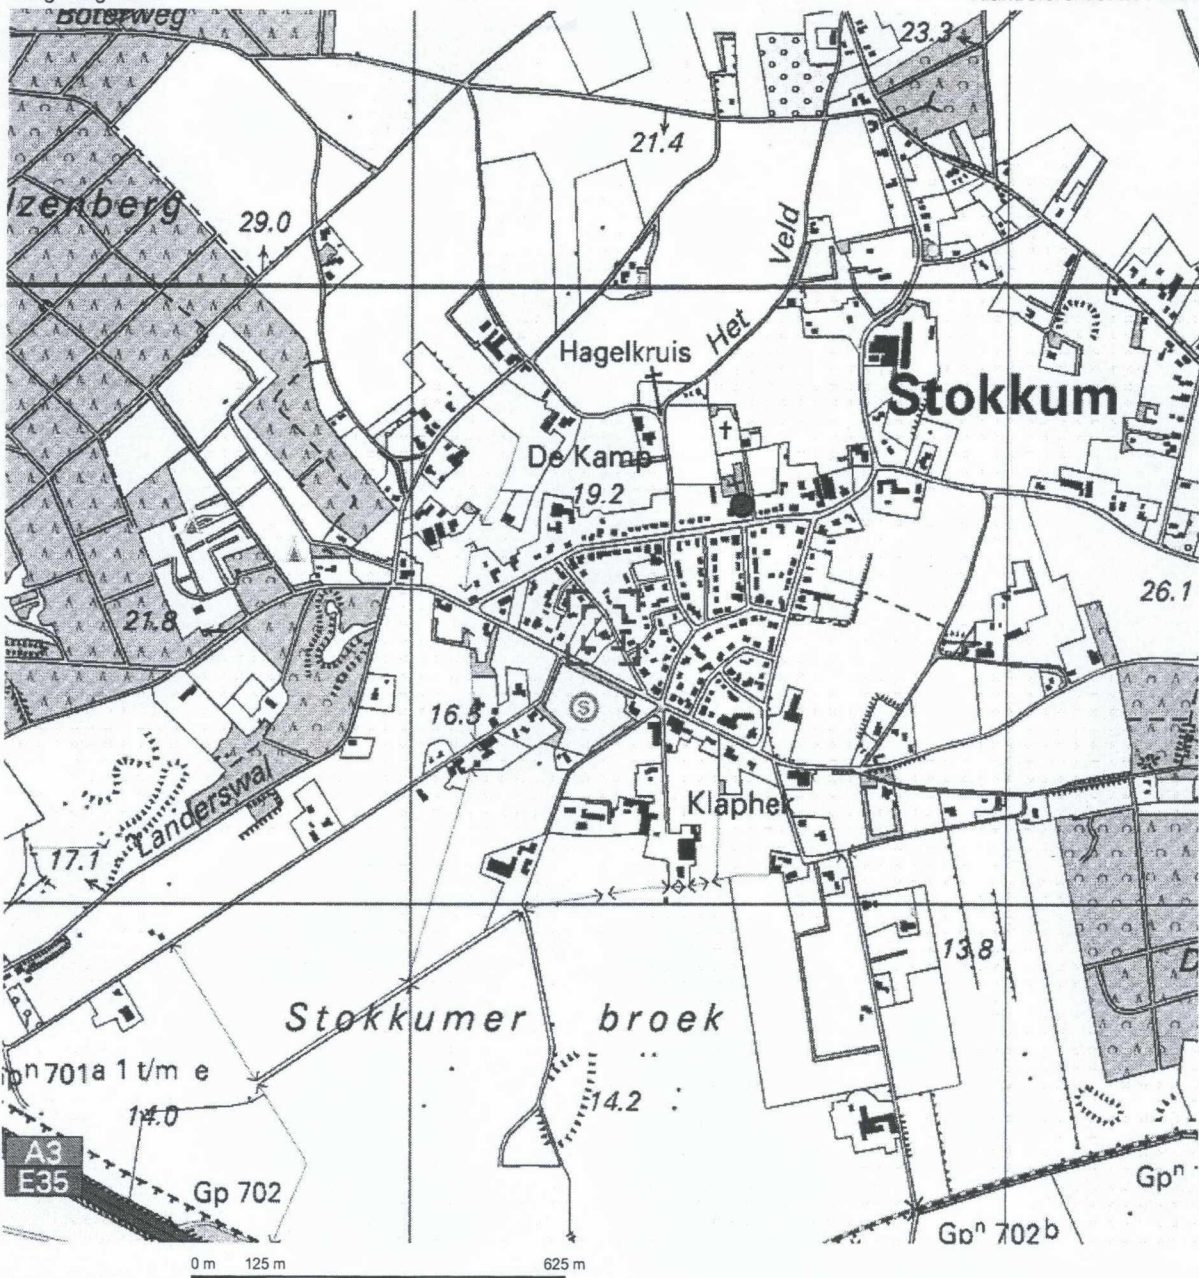 Boterweg
23.3
21.4
lzenberg
29.0
Het Veld
Hagelkruis
Stokkum
De Kamp
19.2
26.1
21.8
S
16.5
Klaphek
Landerswal
17.1
13.8
D
Stokkumer broek
pⁿ 701a 1 t/m e
14.0
14.2
A3
E35
Gp 702
Gpⁿ
Gpⁿ 702ᵇ
0 m 125 m 625 m